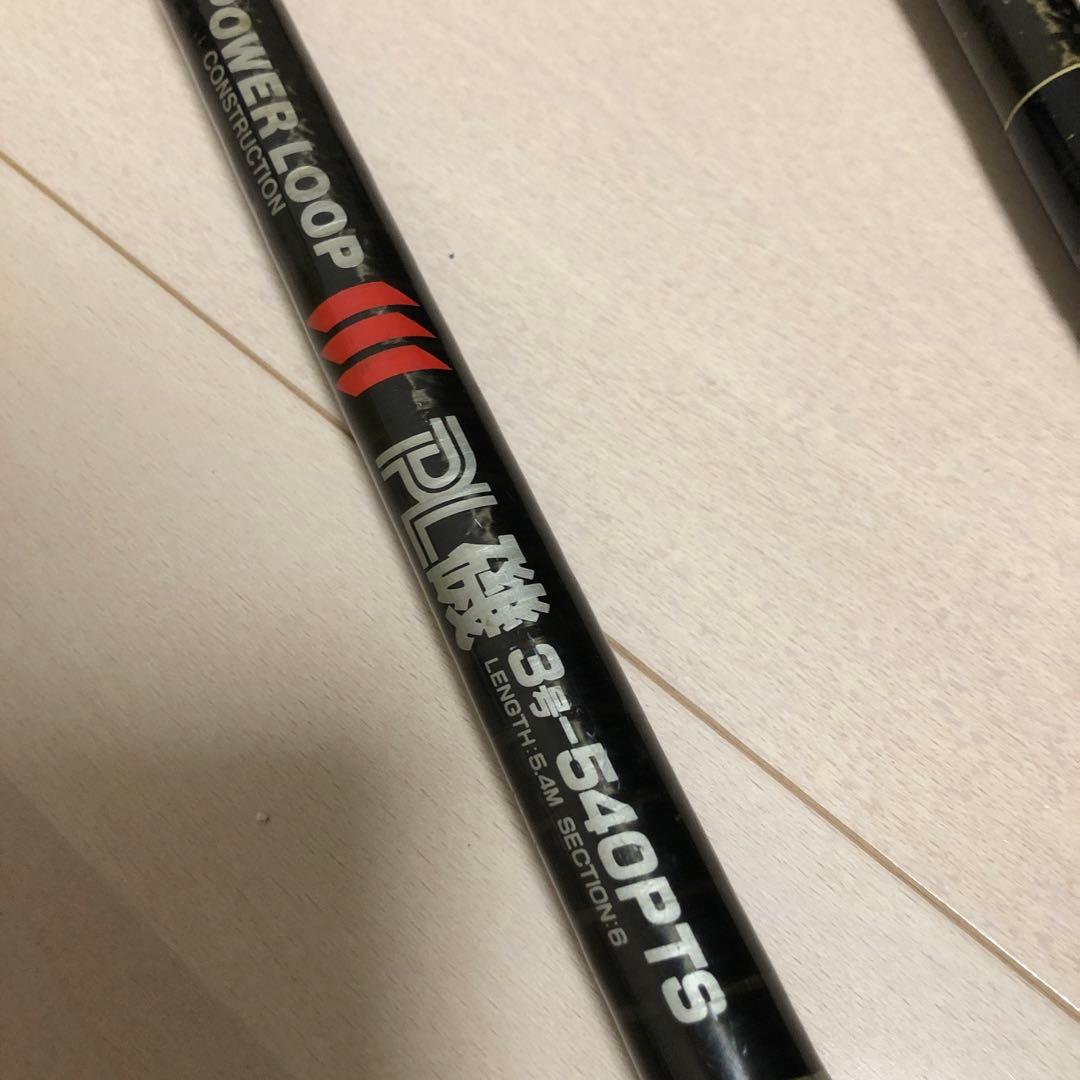 POWER LOOP
CONSTRUCTION
PL磯 3号-540PTS
LENGTH:5.4M SECTION:6